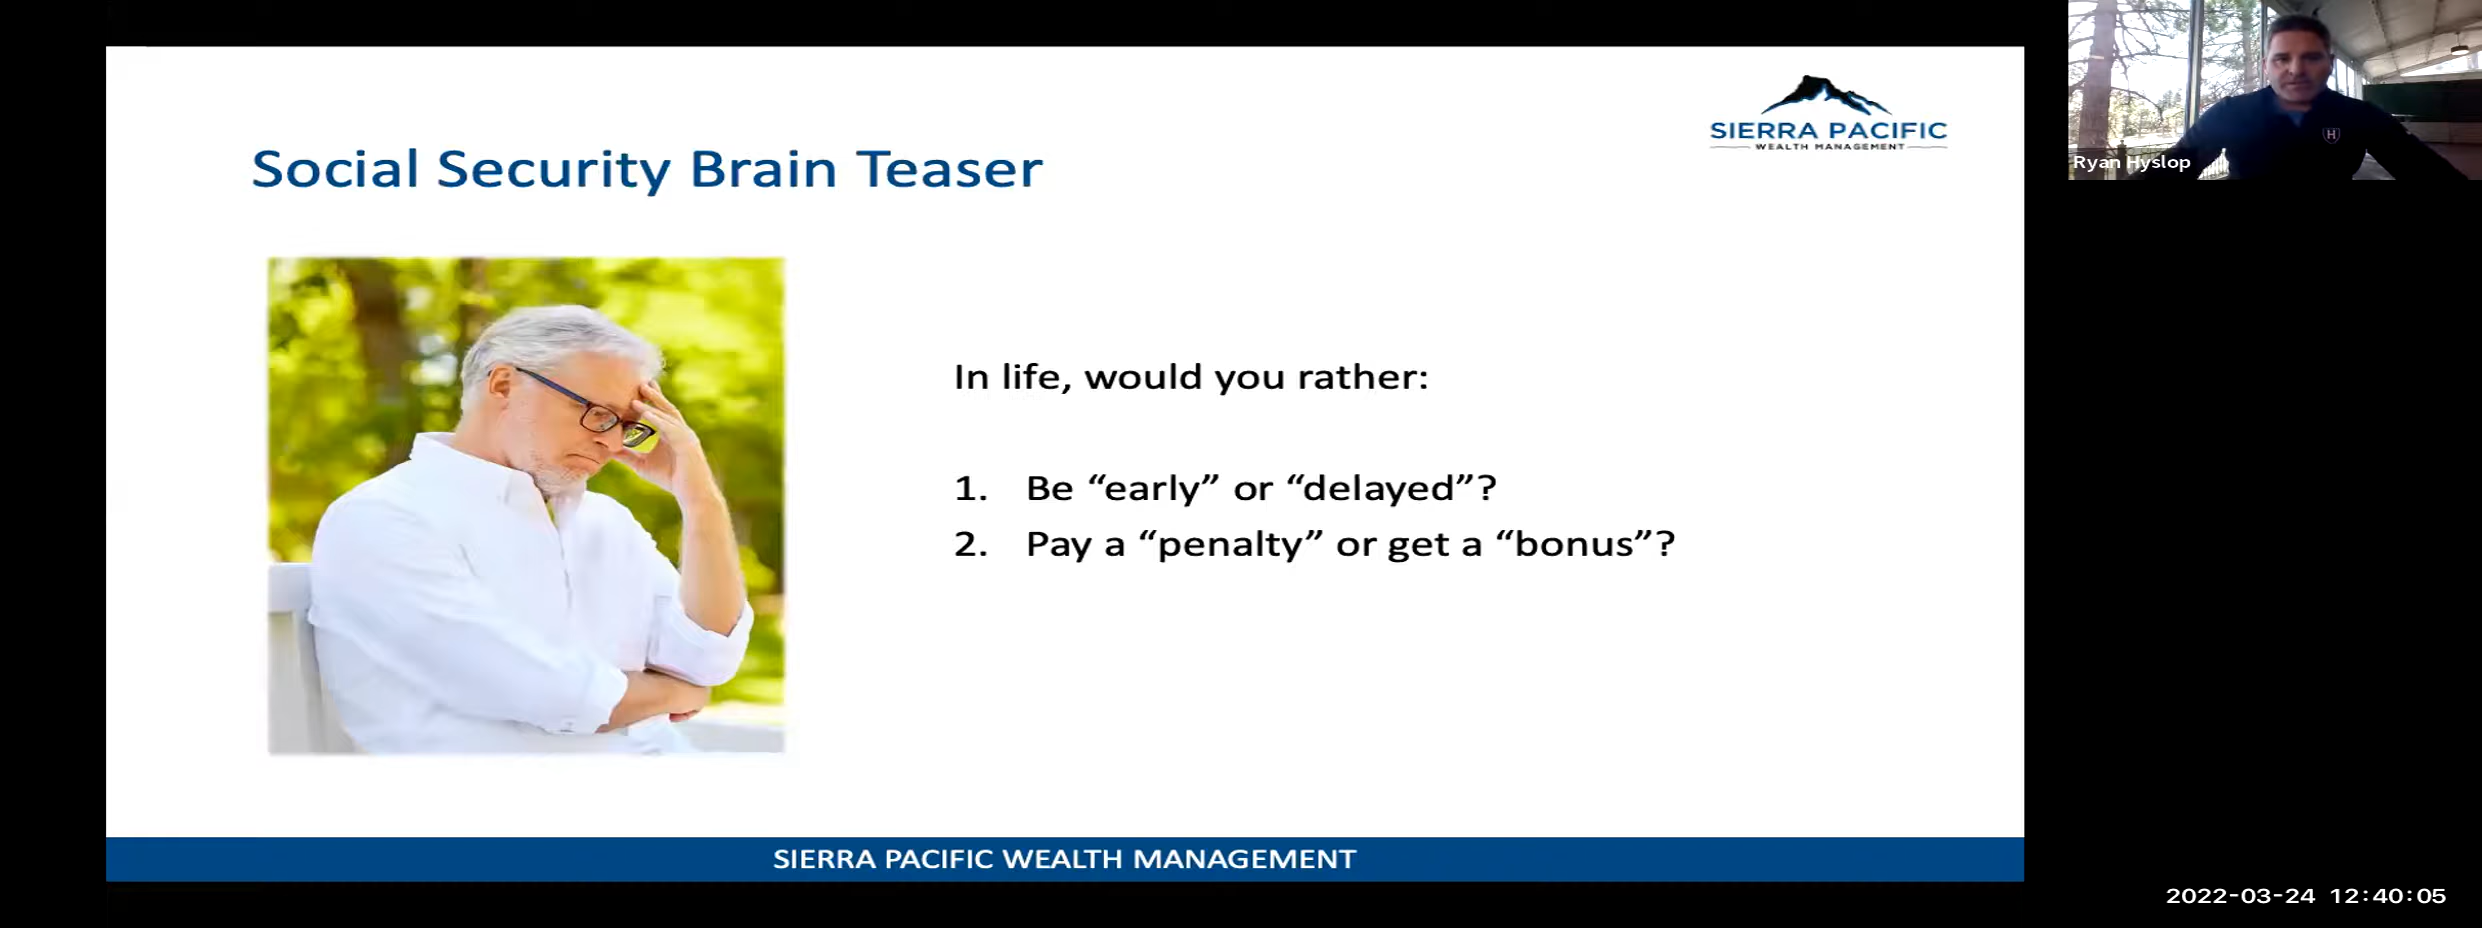 SIERRA PACIFIC
WEALTH MANAGEMENT
Social Security Brain Teaser
Ryan Hyslop
H
In life, would you rather:
1. Be “early” or “delayed”?
2. Pay a “penalty” or get a “bonus”?
SIERRA PACIFIC WEALTH MANAGEMENT
2022-03-24 12:40:05